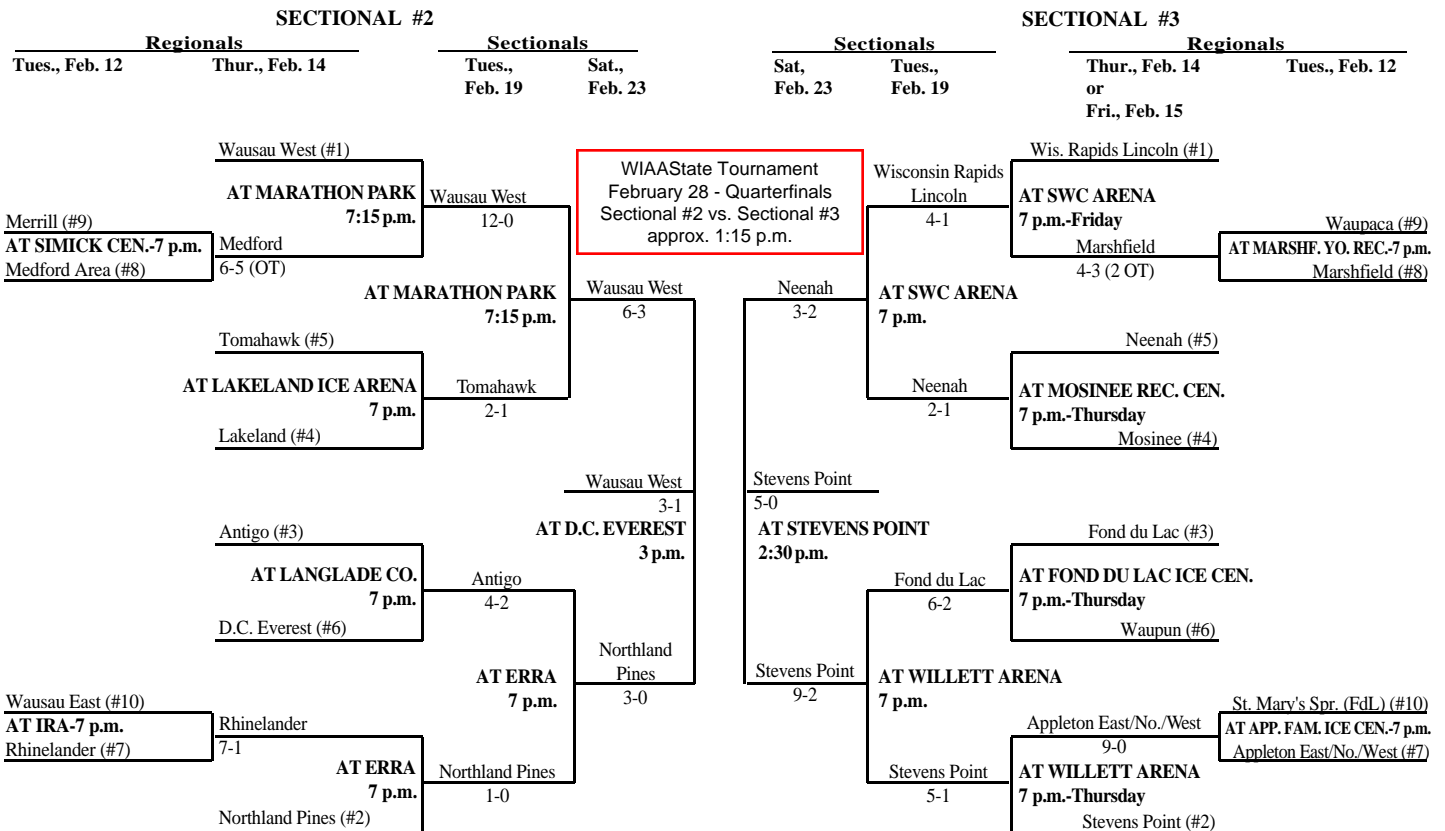 SECTIONAL #2
Regionals
Sectionals
Tues., Feb. 12
Thur., Feb. 14
Tues.,
Feb. 19
Sat.,
Feb. 23
Wausau West (#1)
AT MARATHON PARK
7:15 p.m.
Wausau West
12-0
Merrill (#9)
AT SIMICK CEN.-7 p.m.
Medford Area (#8)
Medford
6-5 (OT)
AT MARATHON PARK
7:15 p.m.
Wausau West
6-3
Tomahawk (#5)
AT LAKELAND ICE ARENA
7 p.m.
Tomahawk
2-1
Lakeland (#4)
Wausau West
3-1
AT D.C. EVEREST
3 p.m.
Antigo (#3)
AT LANGLADE CO.
7 p.m.
Antigo
4-2
D.C. Everest (#6)
AT ERRA
7 p.m.
Northland
Pines
3-0
Wausau East (#10)
AT IRA-7 p.m.
Rhinelander (#7)
Rhinelander
7-1
AT ERRA
7 p.m.
Northland Pines
1-0
Northland Pines (#2)
WIAAState Tournament
February 28 - Quarterfinals
Sectional #2 vs. Sectional #3
approx. 1:15 p.m.
SECTIONAL #3
Sectionals
Regionals
Sat,
Feb. 23
Tues.,
Feb. 19
Thur., Feb. 14
or
Fri., Feb. 15
Tues., Feb. 12
Wis. Rapids Lincoln (#1)
Wisconsin Rapids
Lincoln
4-1
AT SWC ARENA
7 p.m.-Friday
Waupaca (#9)
AT MARSHF. YO. REC.-7 p.m.
Marshfield (#8)
Marshfield
4-3 (2 OT)
Neenah
3-2
AT SWC ARENA
7 p.m.
Neenah (#5)
Neenah
2-1
AT MOSINEE REC. CEN.
7 p.m.-Thursday
Mosinee (#4)
Stevens Point
5-0
AT STEVENS POINT
2:30 p.m.
Fond du Lac (#3)
Fond du Lac
6-2
AT FOND DU LAC ICE CEN.
7 p.m.-Thursday
Waupun (#6)
Stevens Point
9-2
AT WILLETT ARENA
7 p.m.
St. Mary's Spr. (FdL) (#10)
AT APP. FAM. ICE CEN.-7 p.m.
Appleton East/No./West (#7)
Appleton East/No./West
9-0
Stevens Point
5-1
AT WILLETT ARENA
7 p.m.-Thursday
Stevens Point (#2)